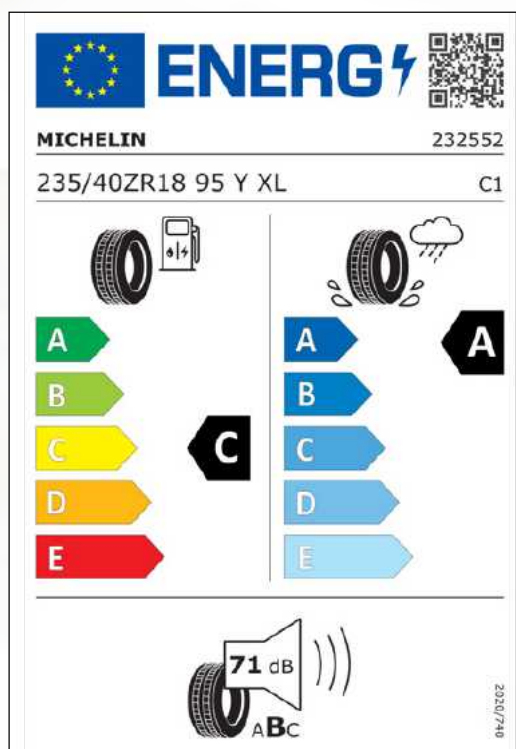 ENERG
MICHELIN 232552
235/40ZR18 95 Y XL C1
A A A
B B
C C C
D D
E E
71 dB
ABC
2020/740